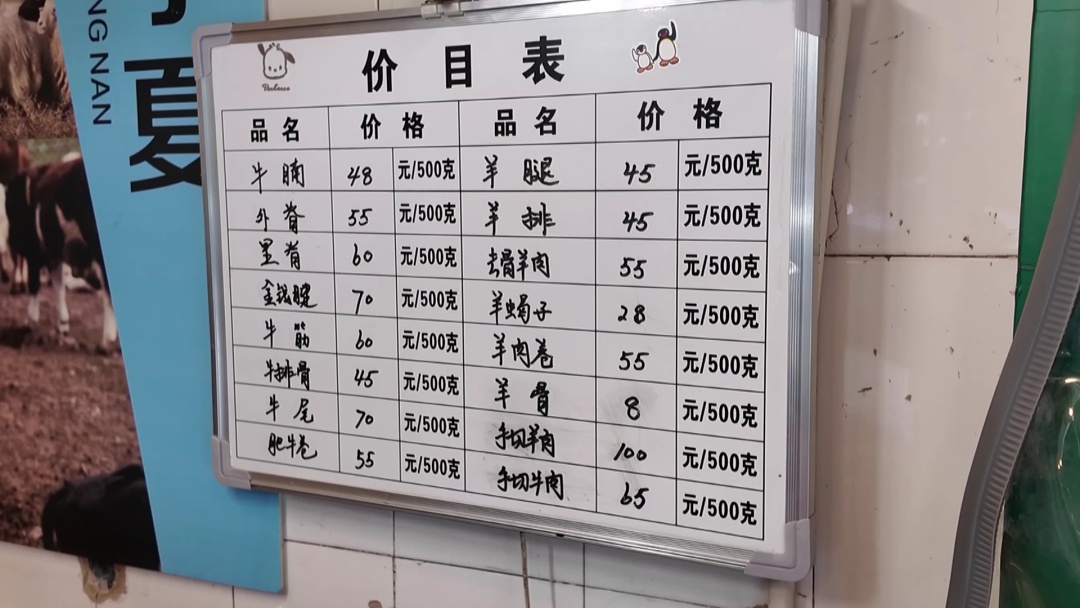 NG NAN
夏
价目表
品名 价格 品名 价格
牛腩 48 元/500克 羊腿 45 元/500克
外脊 55 元/500克 羊排 45 元/500克
里脊 60 元/500克 去骨羊肉 55 元/500克
金钱腱 70 元/500克 羊蝎子 28 元/500克
牛筋 60 元/500克 羊肉卷 55 元/500克
牛排骨 45 元/500克 羊骨 8 元/500克
牛尾 70 元/500克 手切羊肉 100 元/500克
肥牛卷 55 元/500克 手切牛肉 65 元/500克